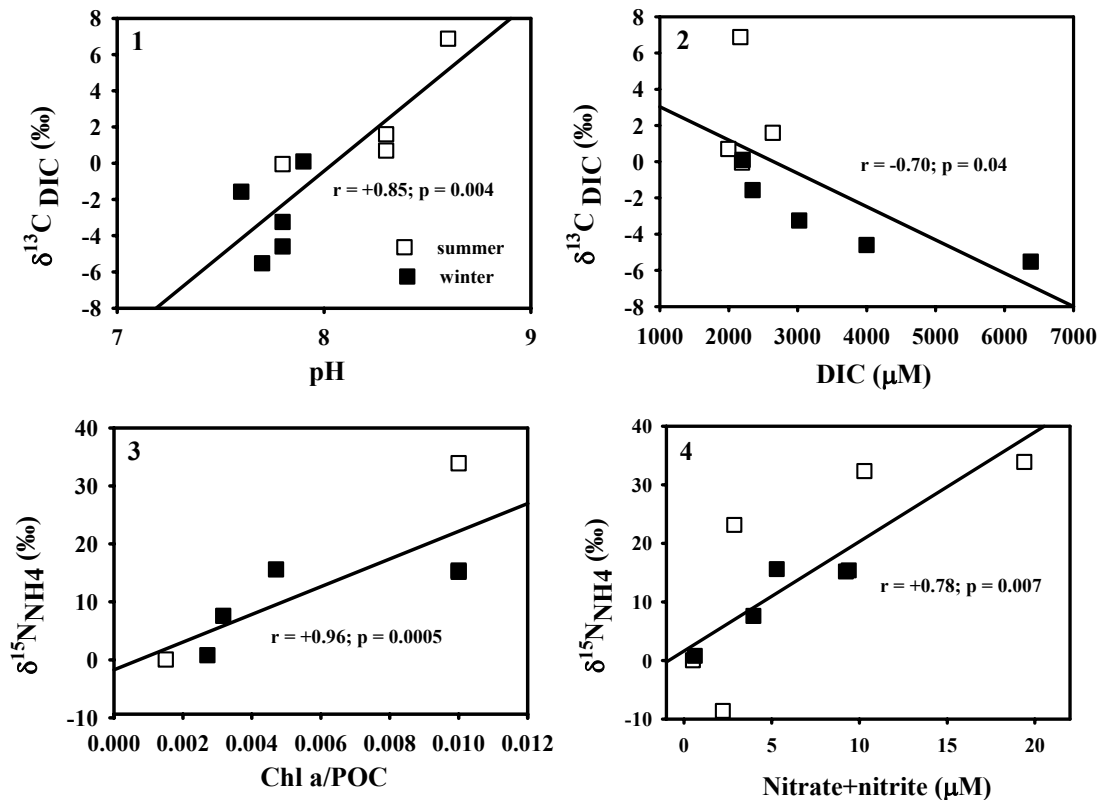 1
8
6
4
2
0
-2
-4
-6
-8
δ13C DIC (‰)
r = +0.85; p = 0.004
summer
winter
7
8
9
pH
2
8
6
4
2
0
-2
-4
-6
-8
δ13C DIC (‰)
r = -0.70; p = 0.04
1000 2000 3000 4000 5000 6000 7000
DIC (μM)
3
40
30
20
10
0
-10
δ15N NH4 (‰)
r = +0.96; p = 0.0005
0.000 0.002 0.004 0.006 0.008 0.010 0.012
Chl a/POC
4
40
30
20
10
0
-10
δ15N NH4 (‰)
r = +0.78; p = 0.007
0 5 10 15 20
Nitrate+nitrite (μM)